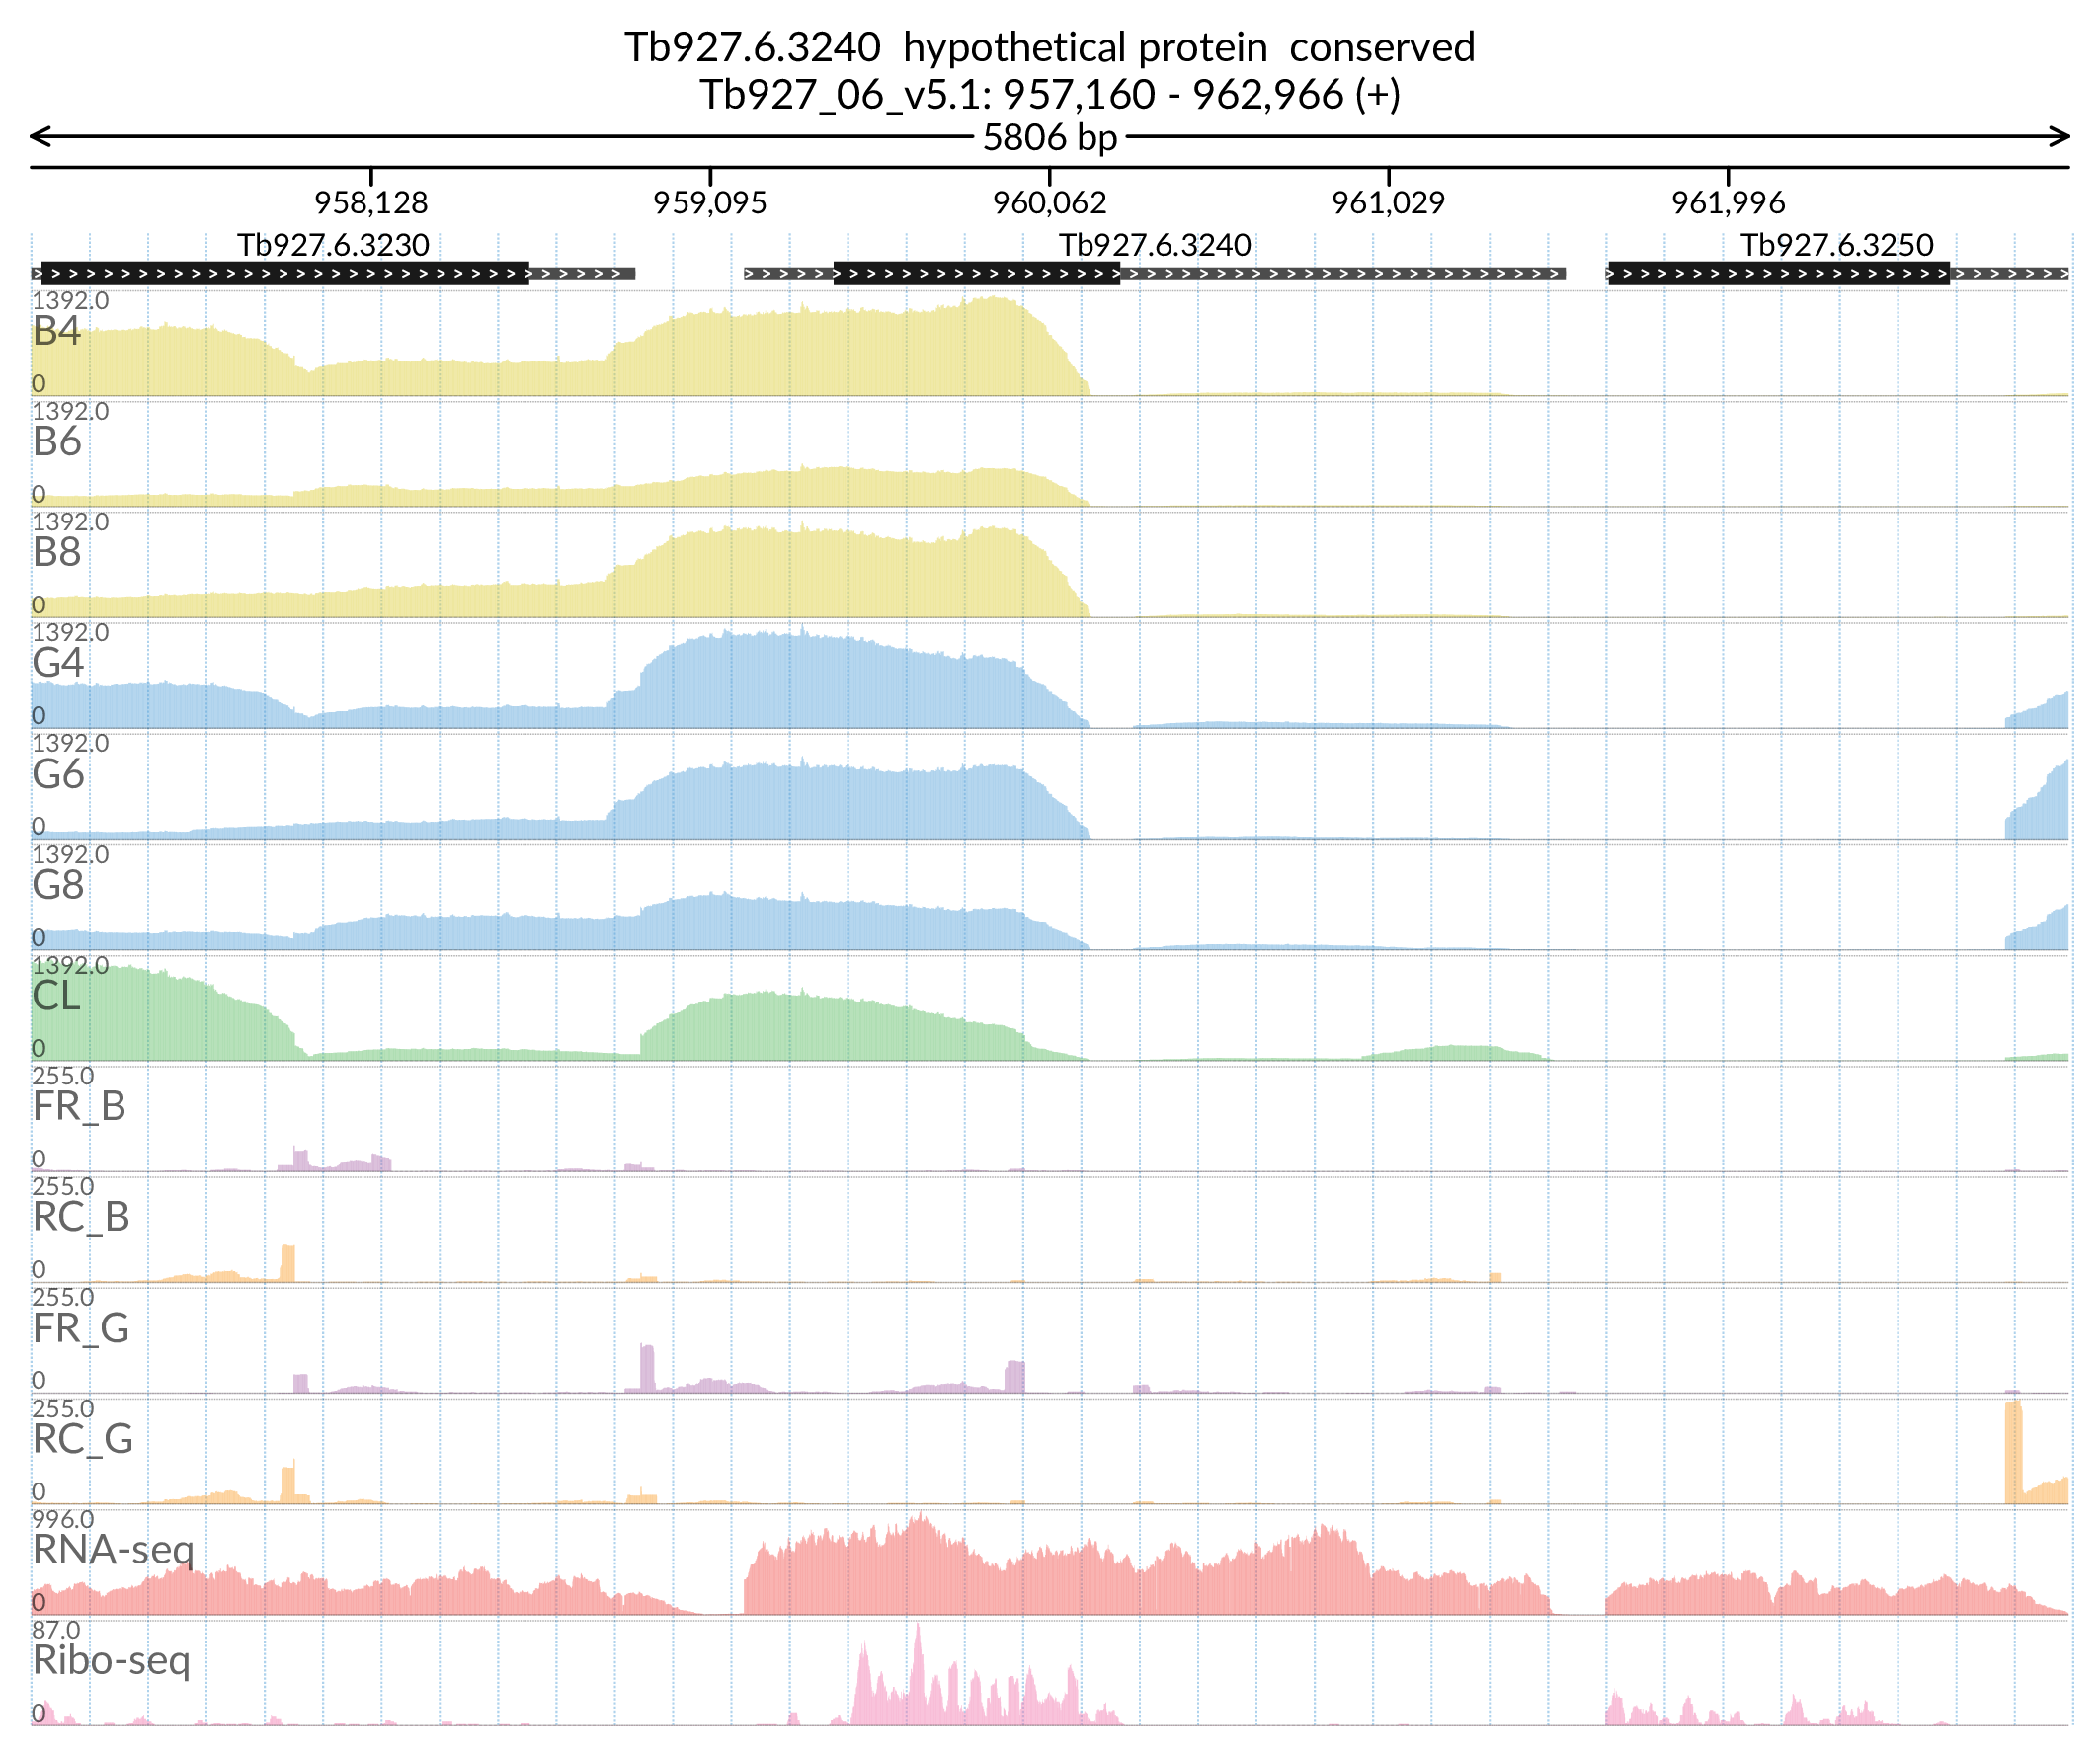 Tb927.6.3240  hypothetical protein  conserved
Tb927_06_v5.1: 957,160 - 962,966 (+)
5806 bp
958,128 959,095 960,062 961,029 961,996
Tb927.6.3230 Tb927.6.3240 Tb927.6.3250
1392.0
B4
0
1392.0
B6
0
1392.0
B8
0
1392.0
G4
0
1392.0
G6
0
1392.0
G8
0
1392.0
CL
0
255.0
FR_B
0
255.0
RC_B
0
255.0
FR_G
0
255.0
RC_G
0
996.0
RNA-seq
0
87.0
Ribo-seq
0